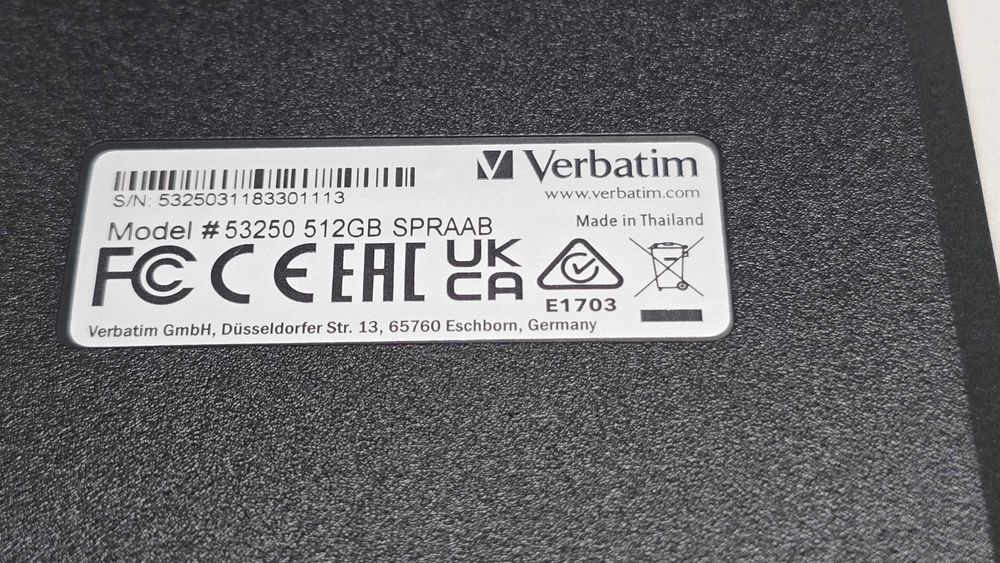 Verbatim
www.verbatim.com
S/N: 5325031183301113
Made in Thailand
Model # 53250 512GB SPRAAB
FC CE EAC UK
CA
E1703
Verbatim GmbH, Düsseldorfer Str. 13, 65760 Eschborn, Germany